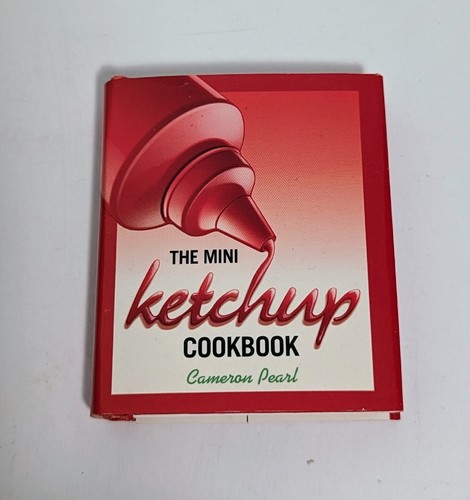 THE MINI
ketchup
COOKBOOK
Cameron Pearl